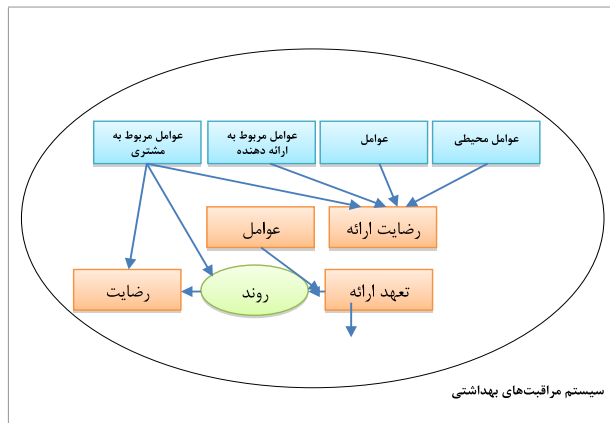 عوامل محیطی
عوامل
عوامل مربوط به
ارائه دهنده
عوامل مربوط به
مشتری
رضایت ارائه
عوامل
تعهد ارائه
روند
رضایت
سیستم مراقبت‌های بهداشتی